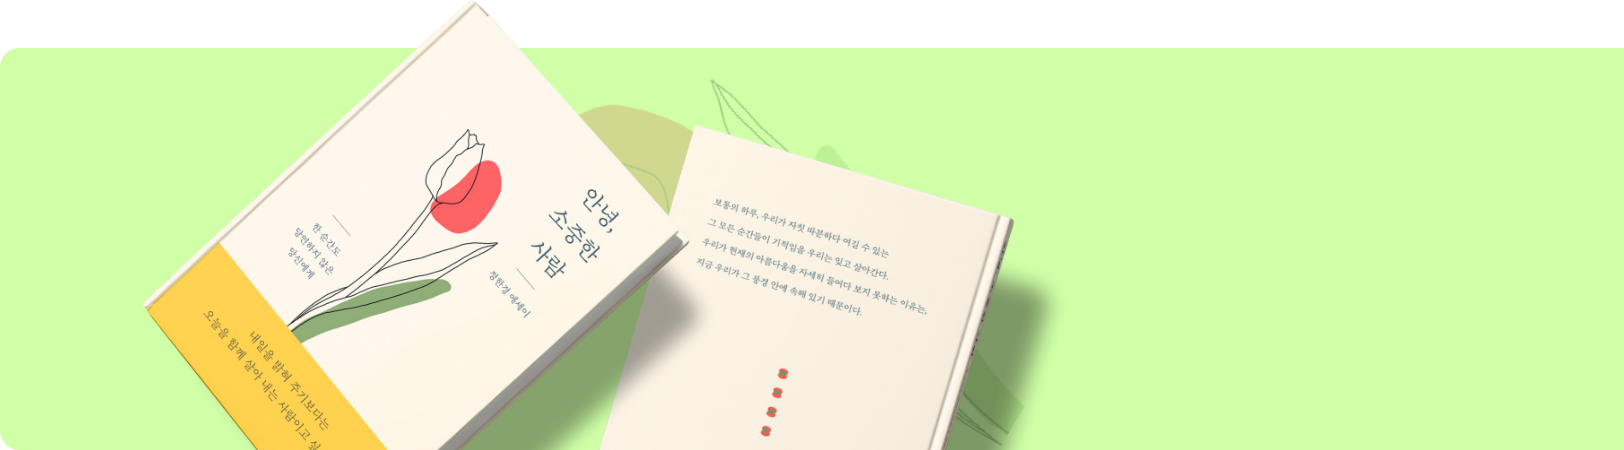 안녕,
소중한
사람
정한경 에세이
한 순간도
당연하지 않은
당신에게
내일을 밝혀 주기보다는
오늘을 함께 살아 내는 사람이고
보통의 하루, 우리가 자칫 따분하다 여길 수 있는
그 모든 순간들이 기적임을 우리는 잊고 살아간다.
우리가 현재의 아름다움을 자세히 들여다 보지 못하는 이유는,
지금 우리가 그 풍경 안에 속해 있기 때문이다.